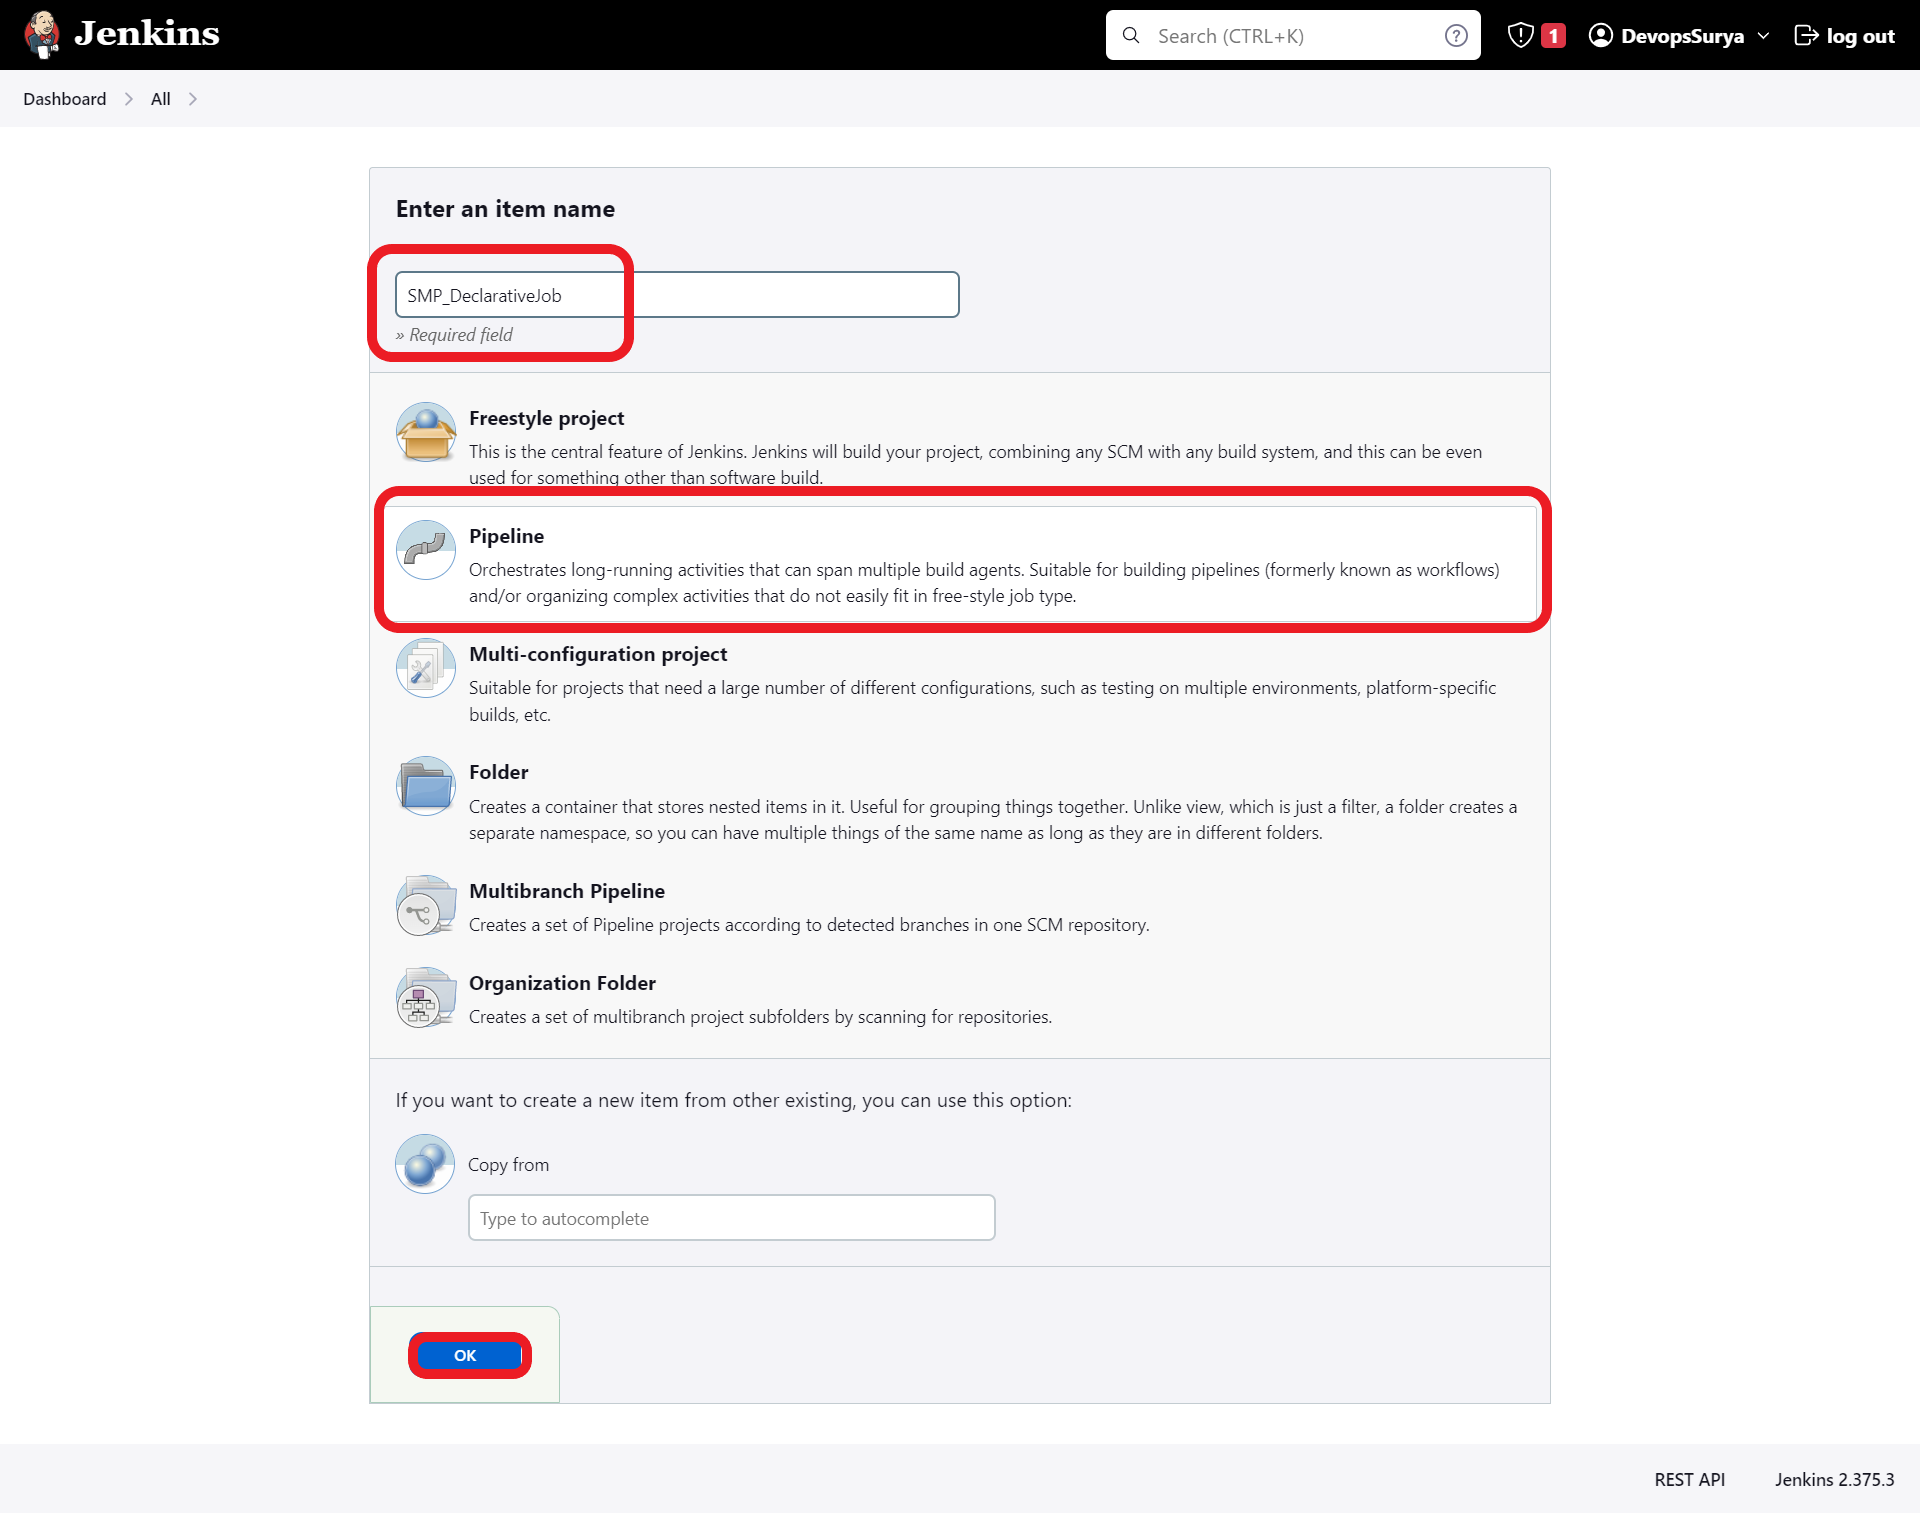 Jenkins
Search (CTRL+K)
1
DevopsSurya
log out
Dashboard
All
Enter an item name
SMP_DeclarativeJob
» Required field
Freestyle project
This is the central feature of Jenkins. Jenkins will build your project, combining any SCM with any build system, and this can be even
used for something other than software build.
Pipeline
Orchestrates long-running activities that can span multiple build agents. Suitable for building pipelines (formerly known as workflows)
and/or organizing complex activities that do not easily fit in free-style job type.
Multi-configuration project
Suitable for projects that need a large number of different configurations, such as testing on multiple environments, platform-specific
builds, etc.
Folder
Creates a container that stores nested items in it. Useful for grouping things together. Unlike view, which is just a filter, a folder creates a
separate namespace, so you can have multiple things of the same name as long as they are in different folders.
Multibranch Pipeline
Creates a set of Pipeline projects according to detected branches in one SCM repository.
Organization Folder
Creates a set of multibranch project subfolders by scanning for repositories.
If you want to create a new item from other existing, you can use this option:
Copy from
Type to autocomplete
OK
REST API
Jenkins 2.375.3